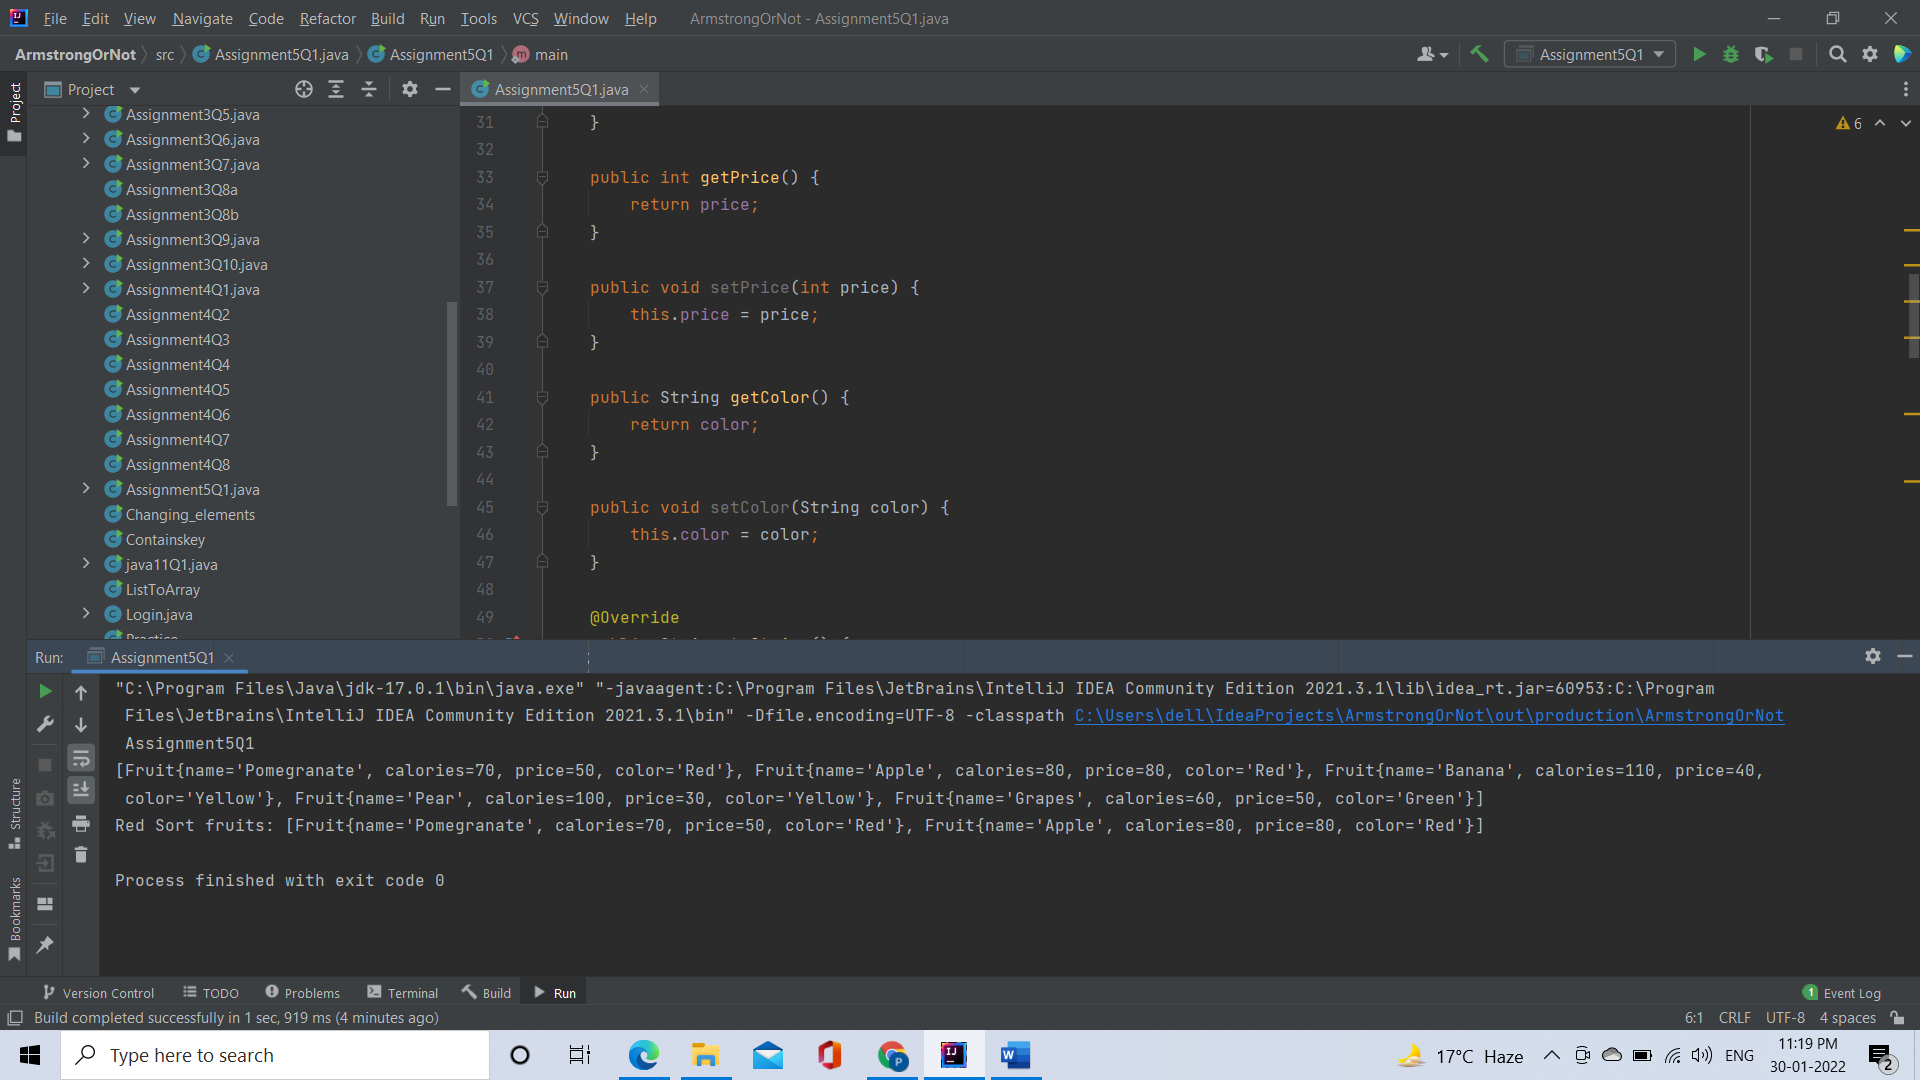 File Edit View Navigate Code Refactor Build Run Tools VCS Window Help ArmstrongOrNot - Assignment5Q1.java
ArmstrongOrNot src Assignment5Q1.java Assignment5Q1 main Assignment5Q1
Project
Project
Assignment5Q1.java
Assignment3Q5.java
Assignment3Q6.java
Assignment3Q7.java
Assignment3Q8a
Assignment3Q8b
Assignment3Q9.java
Assignment3Q10.java
Assignment4Q1.java
Assignment4Q2
Assignment4Q3
Assignment4Q4
Assignment4Q5
Assignment4Q6
Assignment4Q7
Assignment4Q8
Assignment5Q1.java
Changing_elements
Containskey
java11Q1.java
ListToArray
Login.java
Practice
6
31 }
32
33 public int getPrice() {
34 return price;
35 }
36
37 public void setPrice(int price) {
38 this.price = price;
39 }
40
41 public String getColor() {
42 return color;
43 }
44
45 public void setColor(String color) {
46 this.color = color;
47 }
48
49 @Override
Run: Assignment5Q1
"C:\Program Files\Java\jdk-17.0.1\bin\java.exe" "-javaagent:C:\Program Files\JetBrains\IntelliJ IDEA Community Edition 2021.3.1\lib\idea_rt.jar=60953:C:\Program
Files\JetBrains\IntelliJ IDEA Community Edition 2021.3.1\bin" -Dfile.encoding=UTF-8 -classpath C:\Users\dell\IdeaProjects\ArmstrongOrNot\out\production\ArmstrongOrNot
Assignment5Q1
[Fruit{name='Pomegranate', calories=70, price=50, color='Red'}, Fruit{name='Apple', calories=80, price=80, color='Red'}, Fruit{name='Banana', calories=110, price=40,
color='Yellow'}, Fruit{name='Pear', calories=100, price=30, color='Yellow'}, Fruit{name='Grapes', calories=60, price=50, color='Green'}]
Red Sort fruits: [Fruit{name='Pomegranate', calories=70, price=50, color='Red'}, Fruit{name='Apple', calories=80, price=80, color='Red'}]
Process finished with exit code 0
Structure
Bookmarks
Version Control TODO Problems Terminal Build Run 1 Event Log
Build completed successfully in 1 sec, 919 ms (4 minutes ago) 6:1 CRLF UTF-8 4 spaces
Type here to search
17°C Haze ENG
11:19 PM
30-01-2022
2